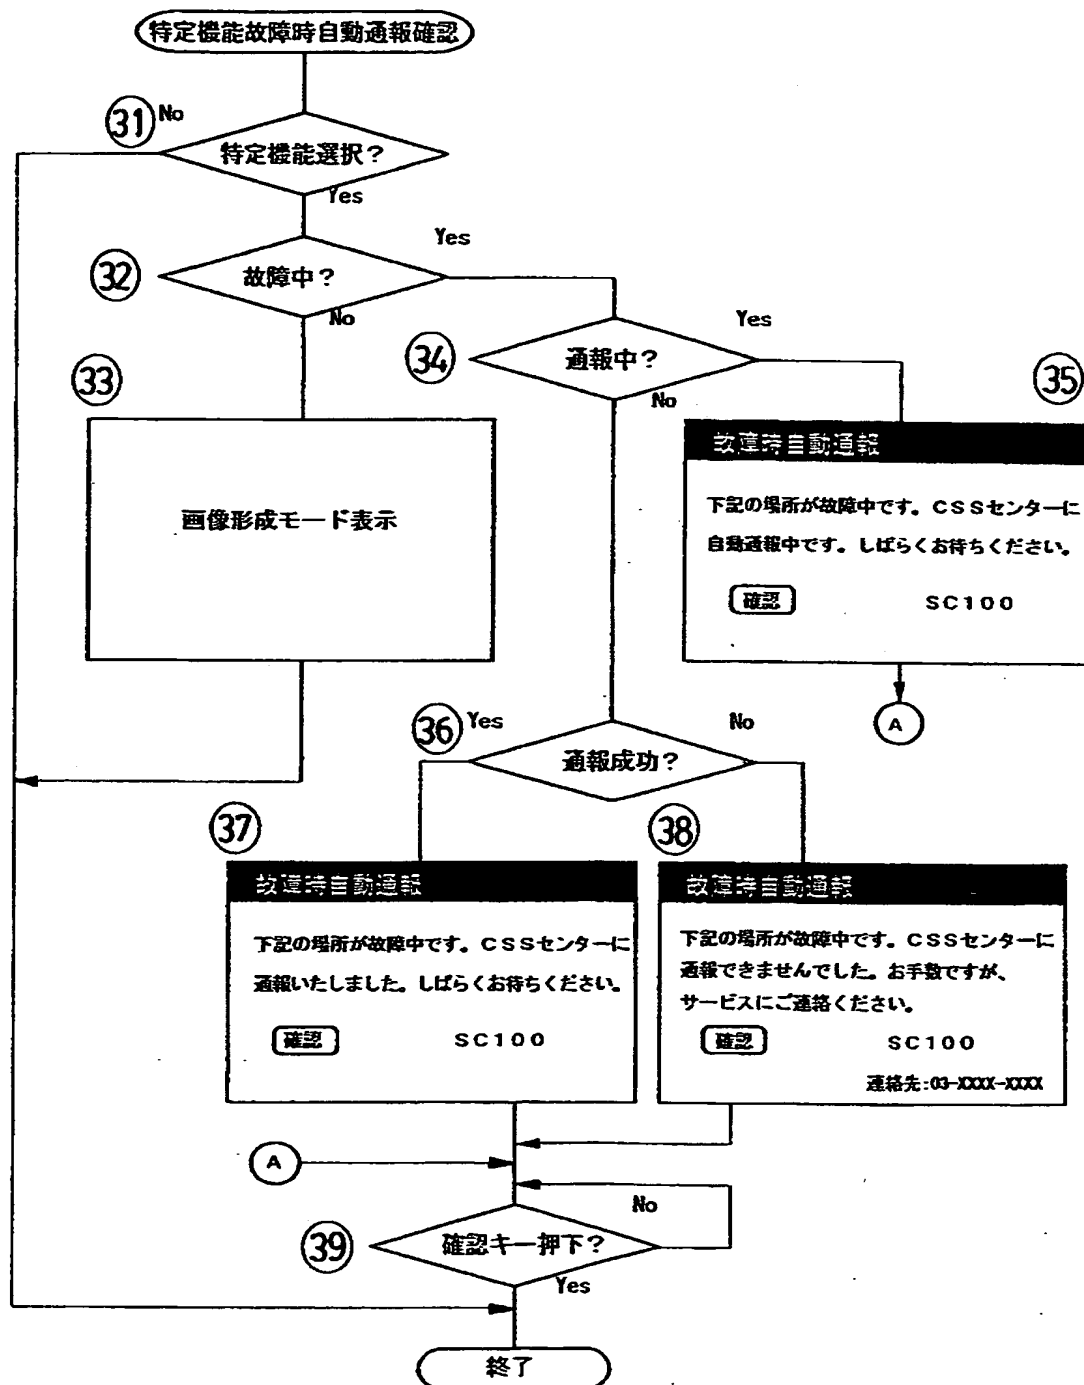 特定機能故障時自動通報確認
31
No
特定機能選択?
Yes
32
Yes
故障中?
No
33
34
Yes
通報中?
No
35
画像形成モード表示
故障時自動通報
下記の場所が故障中です。CSSセンターに
自動通報中です。しばらくお待ちください。
確認 SC100
A
36
Yes
No
通報成功?
37
38
故障時自動通報
下記の場所が故障中です。CSSセンターに
通報いたしました。しばらくお待ちください。
確認 SC100
故障時自動通報
下記の場所が故障中です。CSSセンターに
通報できませんでした。お手数ですが、
サービスにご連絡ください。
確認 SC100
連絡先:03-XXXX-XXXX
A
No
39
確認キー押下?
Yes
終了